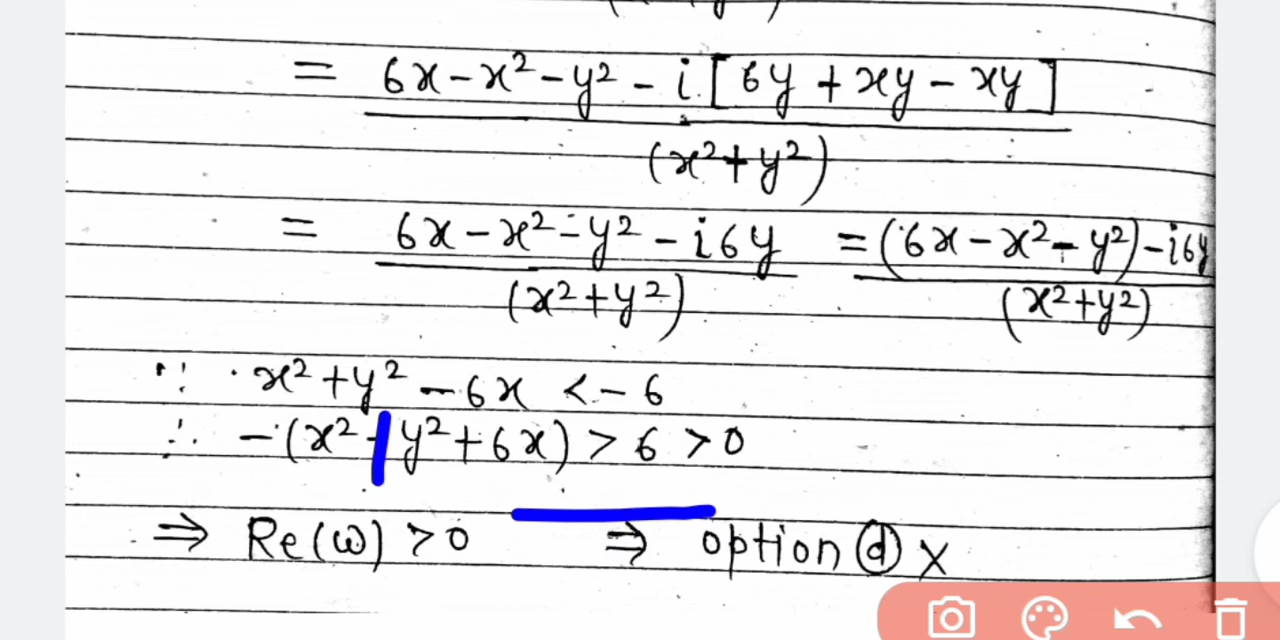 = 6x - x² - y² - i [ 6y + xy - xy ]
(x² + y²)
= 6x - x² - y² - i6y = (6x - x² - y²) - i6y
(x² + y²) (x² + y²)
∵ x² + y² - 6x < - 6
∴ - (x² + y² + 6x) > 6 > 0
⇒ Re(ω) > 0 ⇒ option ⓓ X